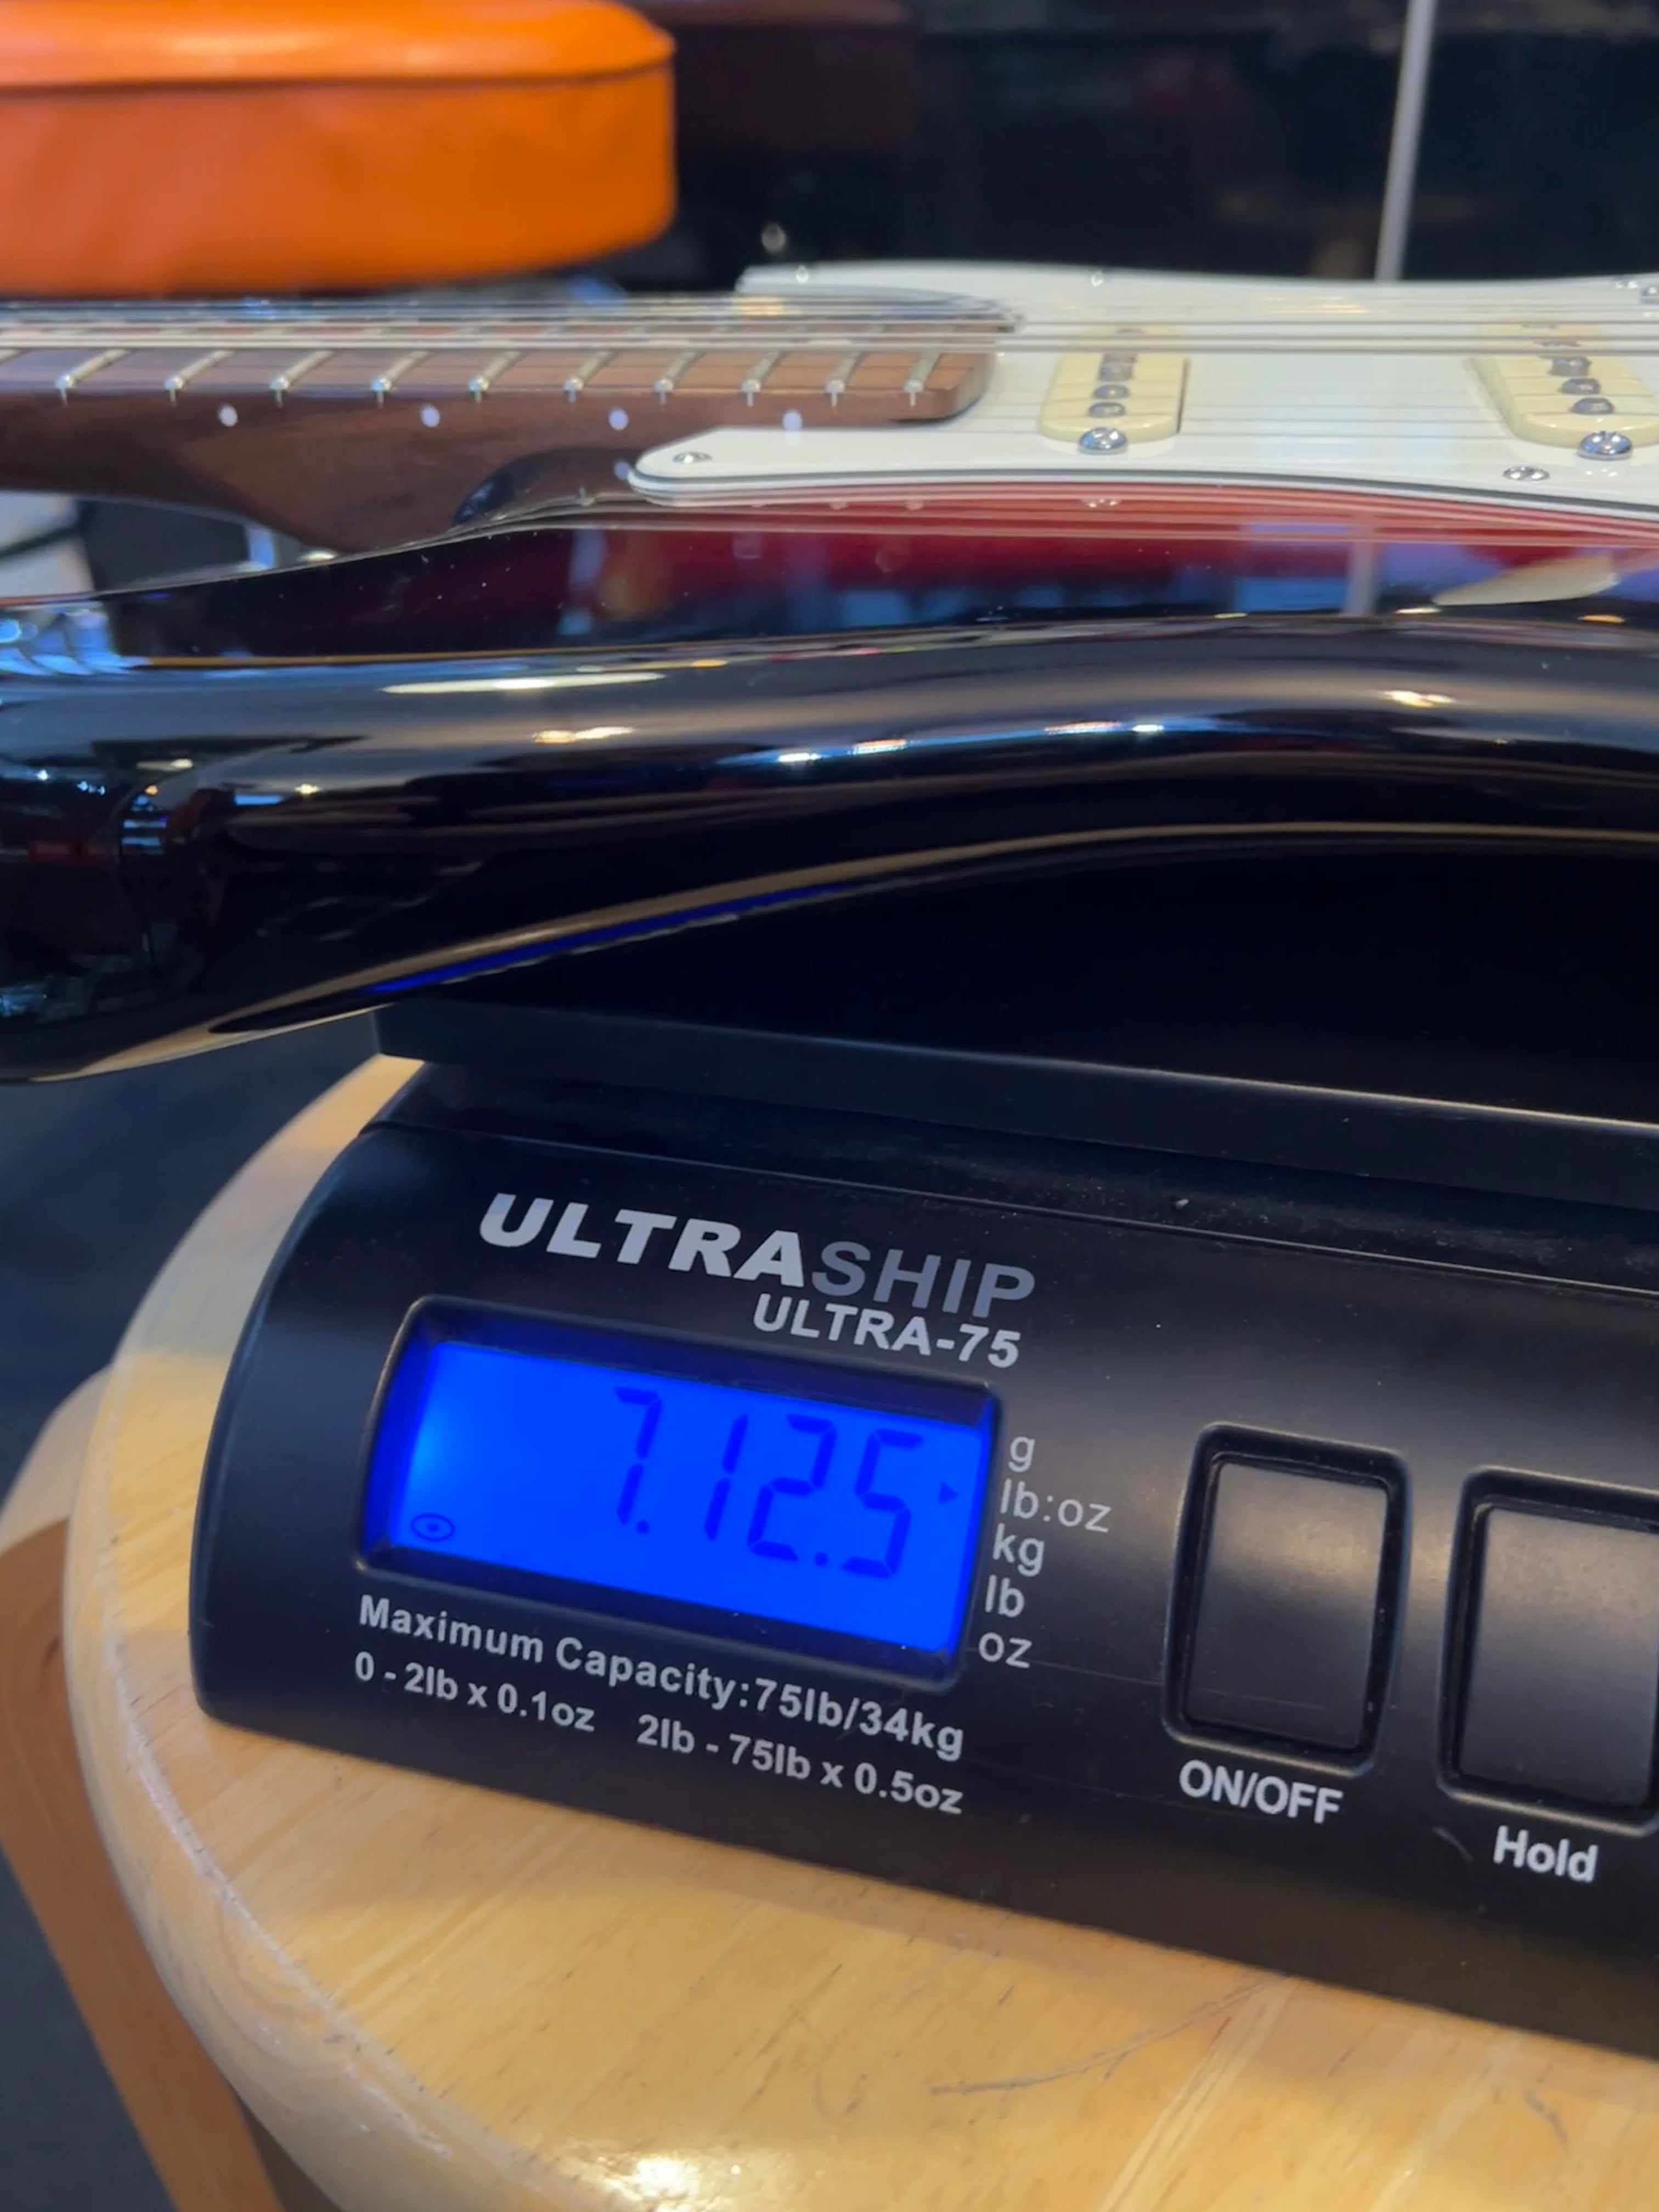 ULTRASHIP
ULTRA-75
7.12.5
g
lb:oz
kg
lb
oz
Maximum Capacity:75lb/34kg
0 - 2lb x 0.1oz 2lb - 75lb x 0.5oz
ON/OFF
Hold